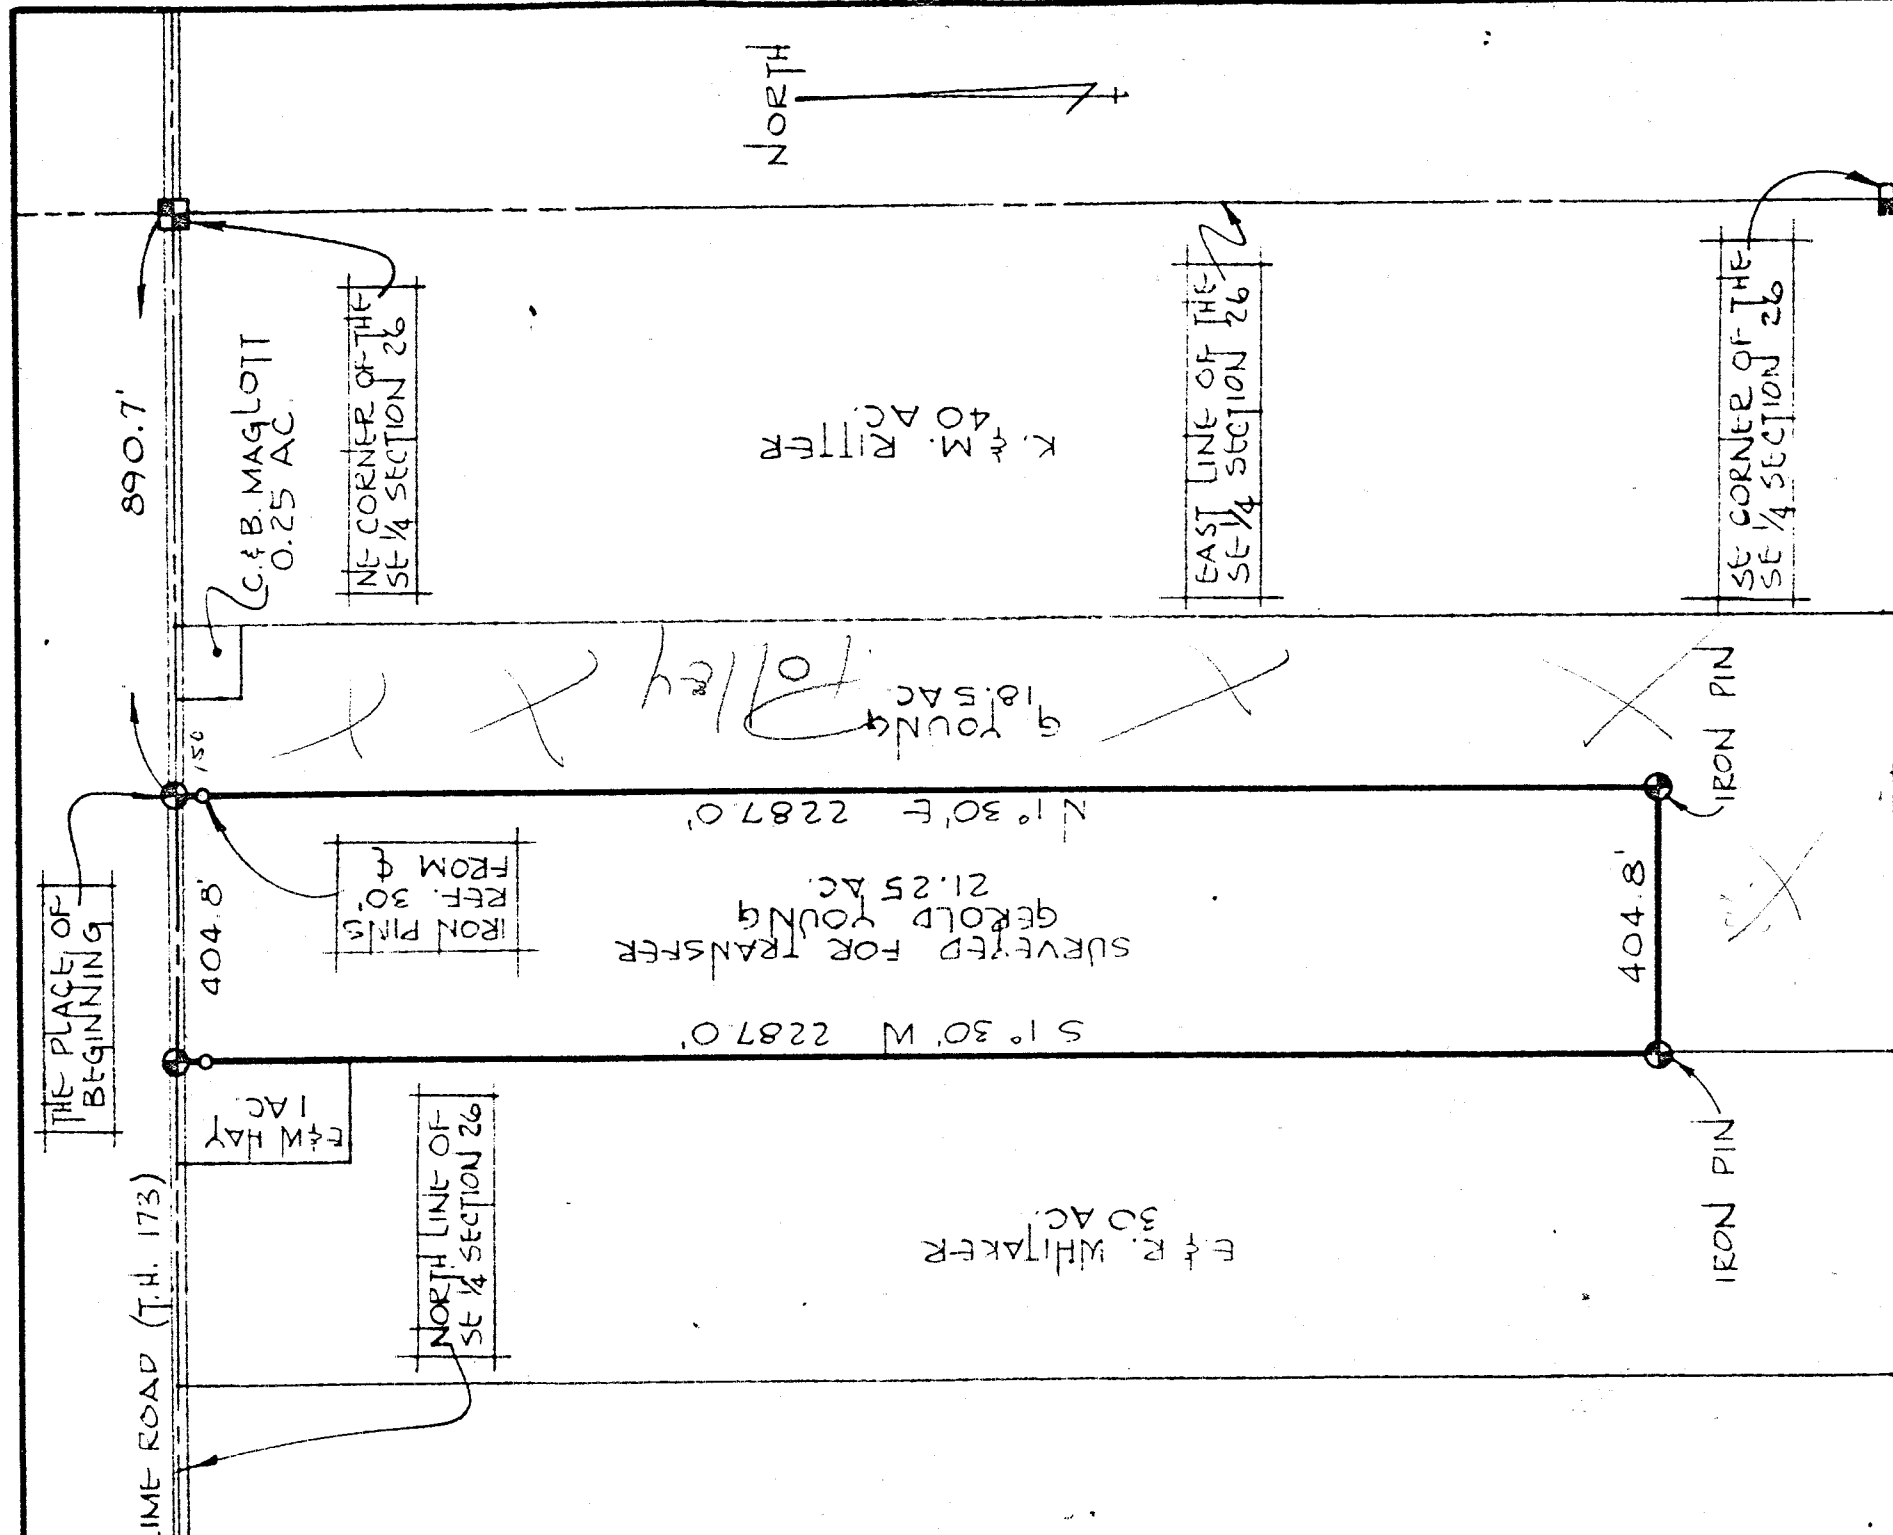 NORTH
890.7'
C. & B. MAGLOTT
0.25 AC.
NE CORNER OF THE
SE 1/4 SECTION 26
K. & M. RITTER
40 AC.
EAST LINE OF THE
SE 1/4 SECTION 26
SE CORNER OF THE
SE 1/4 SECTION 26
150
G YOUNG
18.5 AC
Polley
IRON PIN
N 1° 30' E 2287.0'
THE PLACE OF
BEGINNING
404.8'
IRON PINS
REF. 30'
FROM ℄
SURVEYED FOR TRANSFER
GEROLD YOUNG
21.25 AC.
404.8'
S 1° 30' W 2287.0'
E & W HAY
1 AC.
NORTH LINE OF
SE 1/4 SECTION 26
E. & R. WHITAKER
30 AC.
IRON PIN
LIME ROAD (T.H. 173)